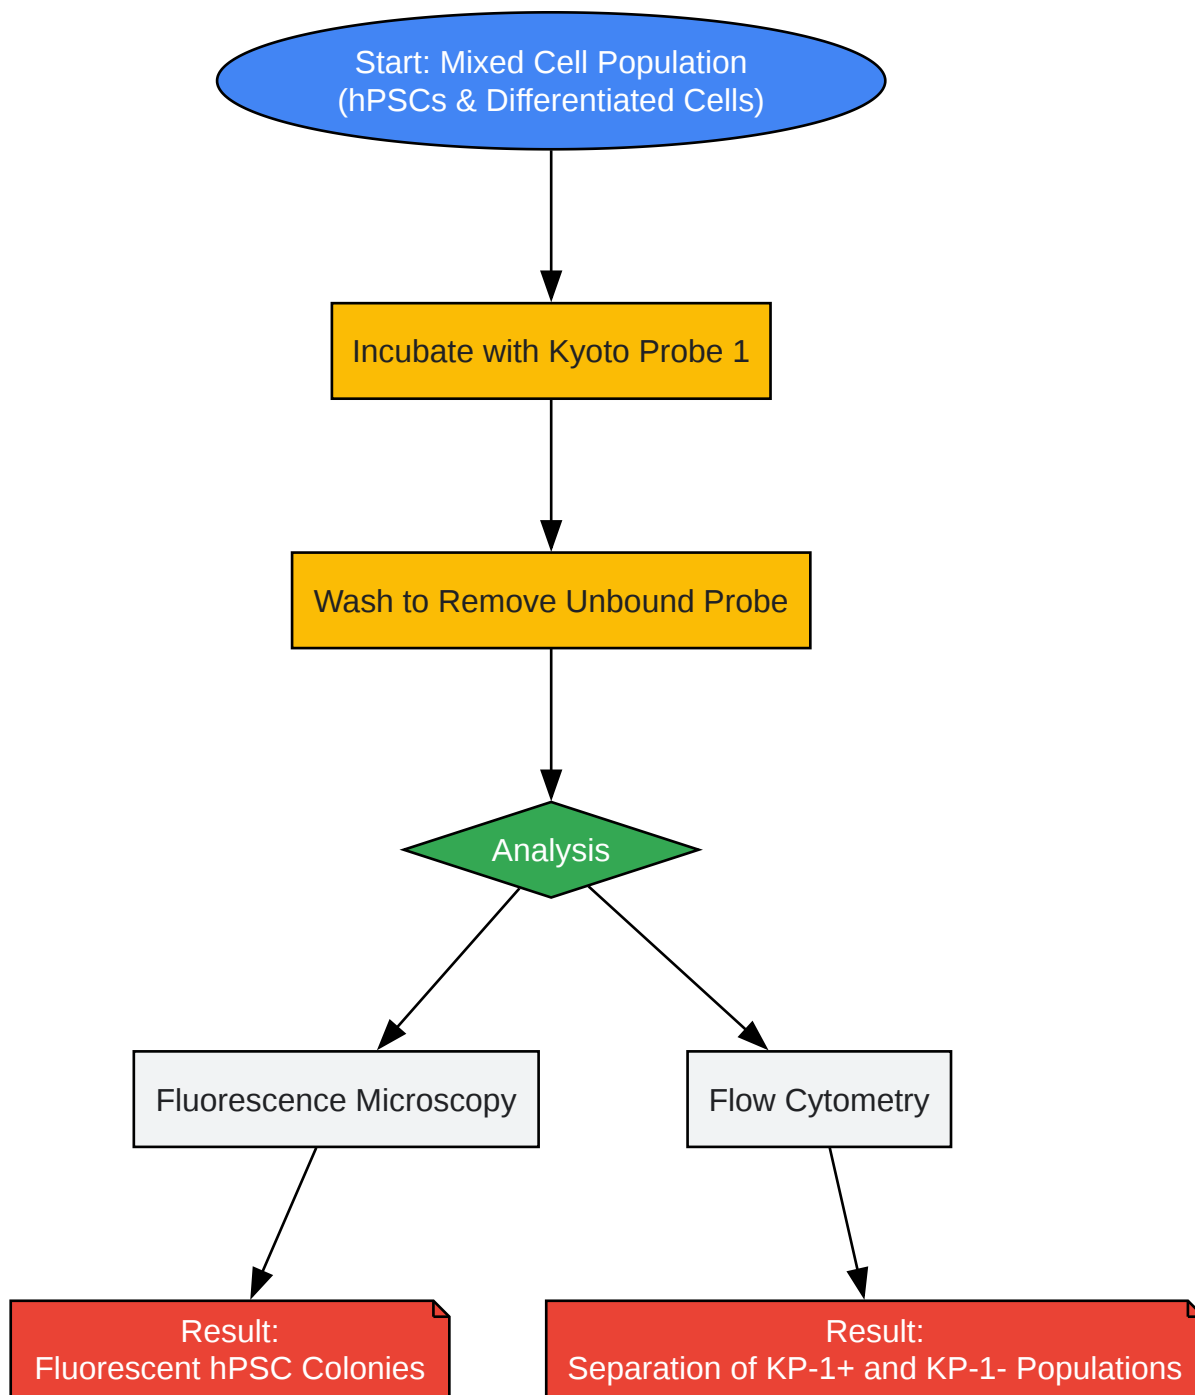 Start: Mixed Cell Population
(hPSCs & Differentiated Cells)
Incubate with Kyoto Probe 1
Wash to Remove Unbound Probe
Analysis
Fluorescence Microscopy
Flow Cytometry
Result:
Fluorescent hPSC Colonies
Result:
Separation of KP-1+ and KP-1- Populations